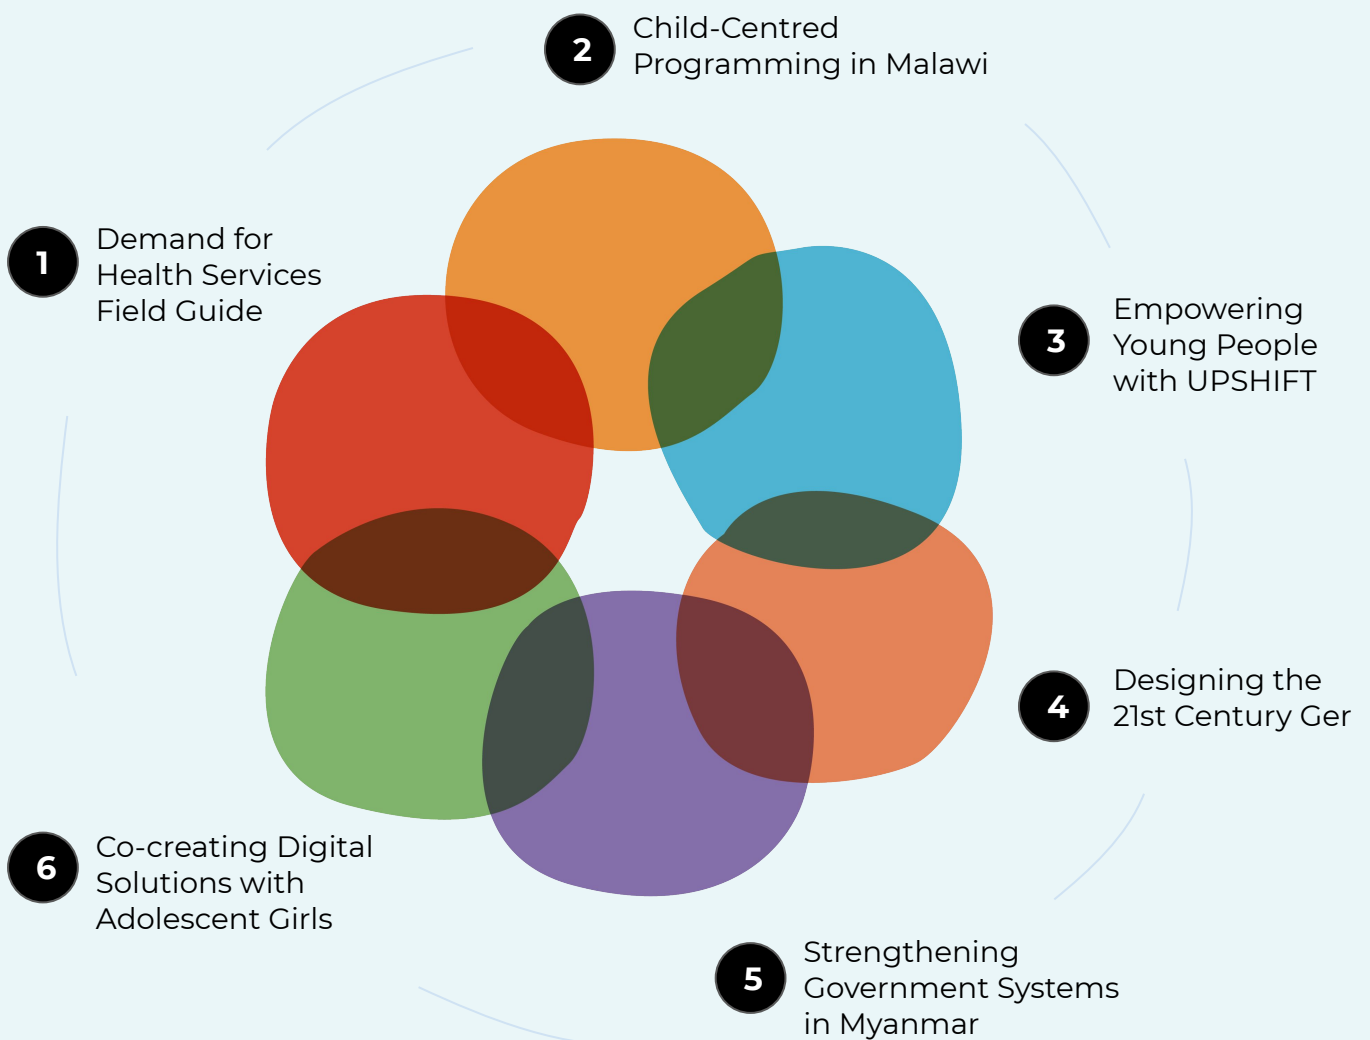 1
Demand for
Health Services
Field Guide
2
Child-Centred
Programming in Malawi
3
Empowering
Young People
with UPSHIFT
4
Designing the
21st Century Ger
5
Strengthening
Government Systems
in Myanmar
6
Co-creating Digital
Solutions with
Adolescent Girls